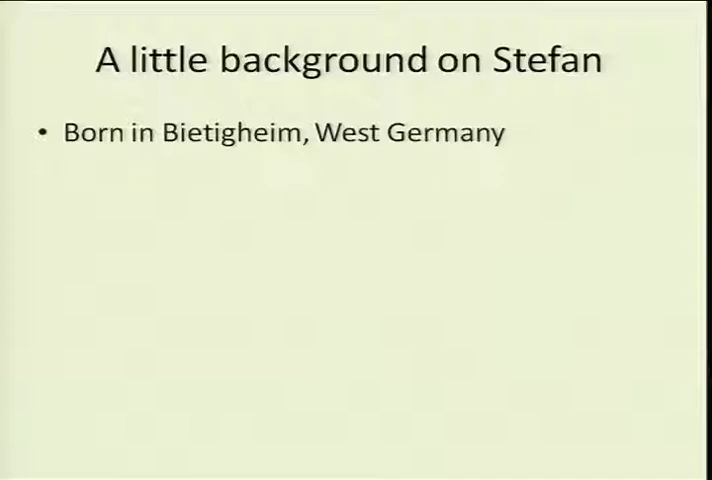 A little background on Stefan
• Born in Bietigheim, West Germany